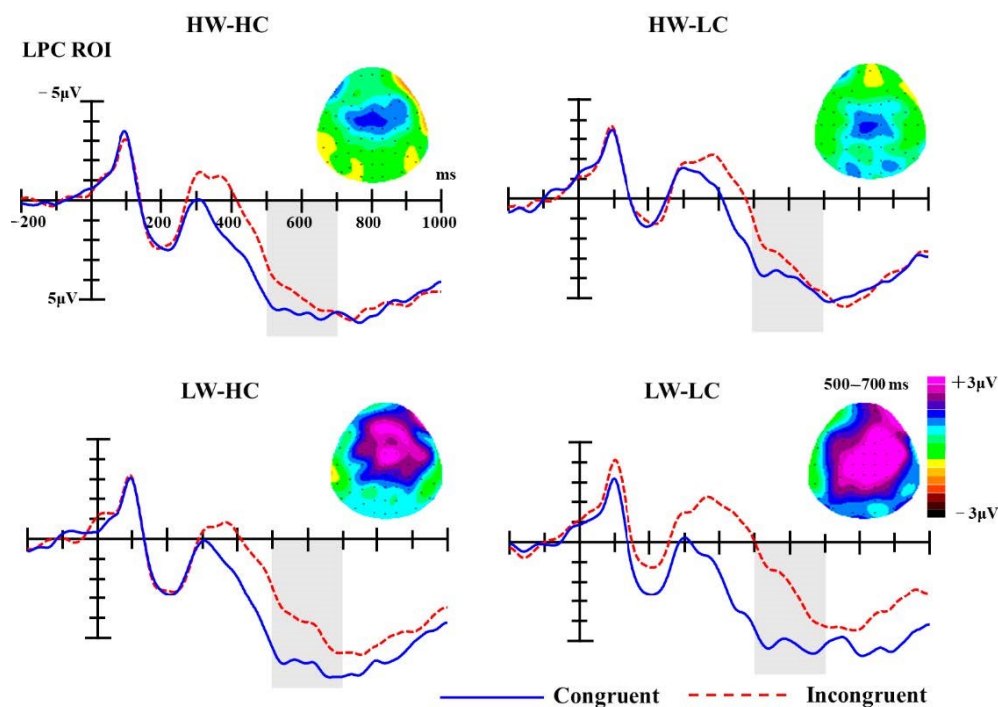 HW-HC
HW-LC
LPC ROI
− 5μV
ms
−200
200
400
600
800
1000
5μV
LW-HC
LW-LC
500–700 ms
+3μV
− 3μV
Congruent
Incongruent